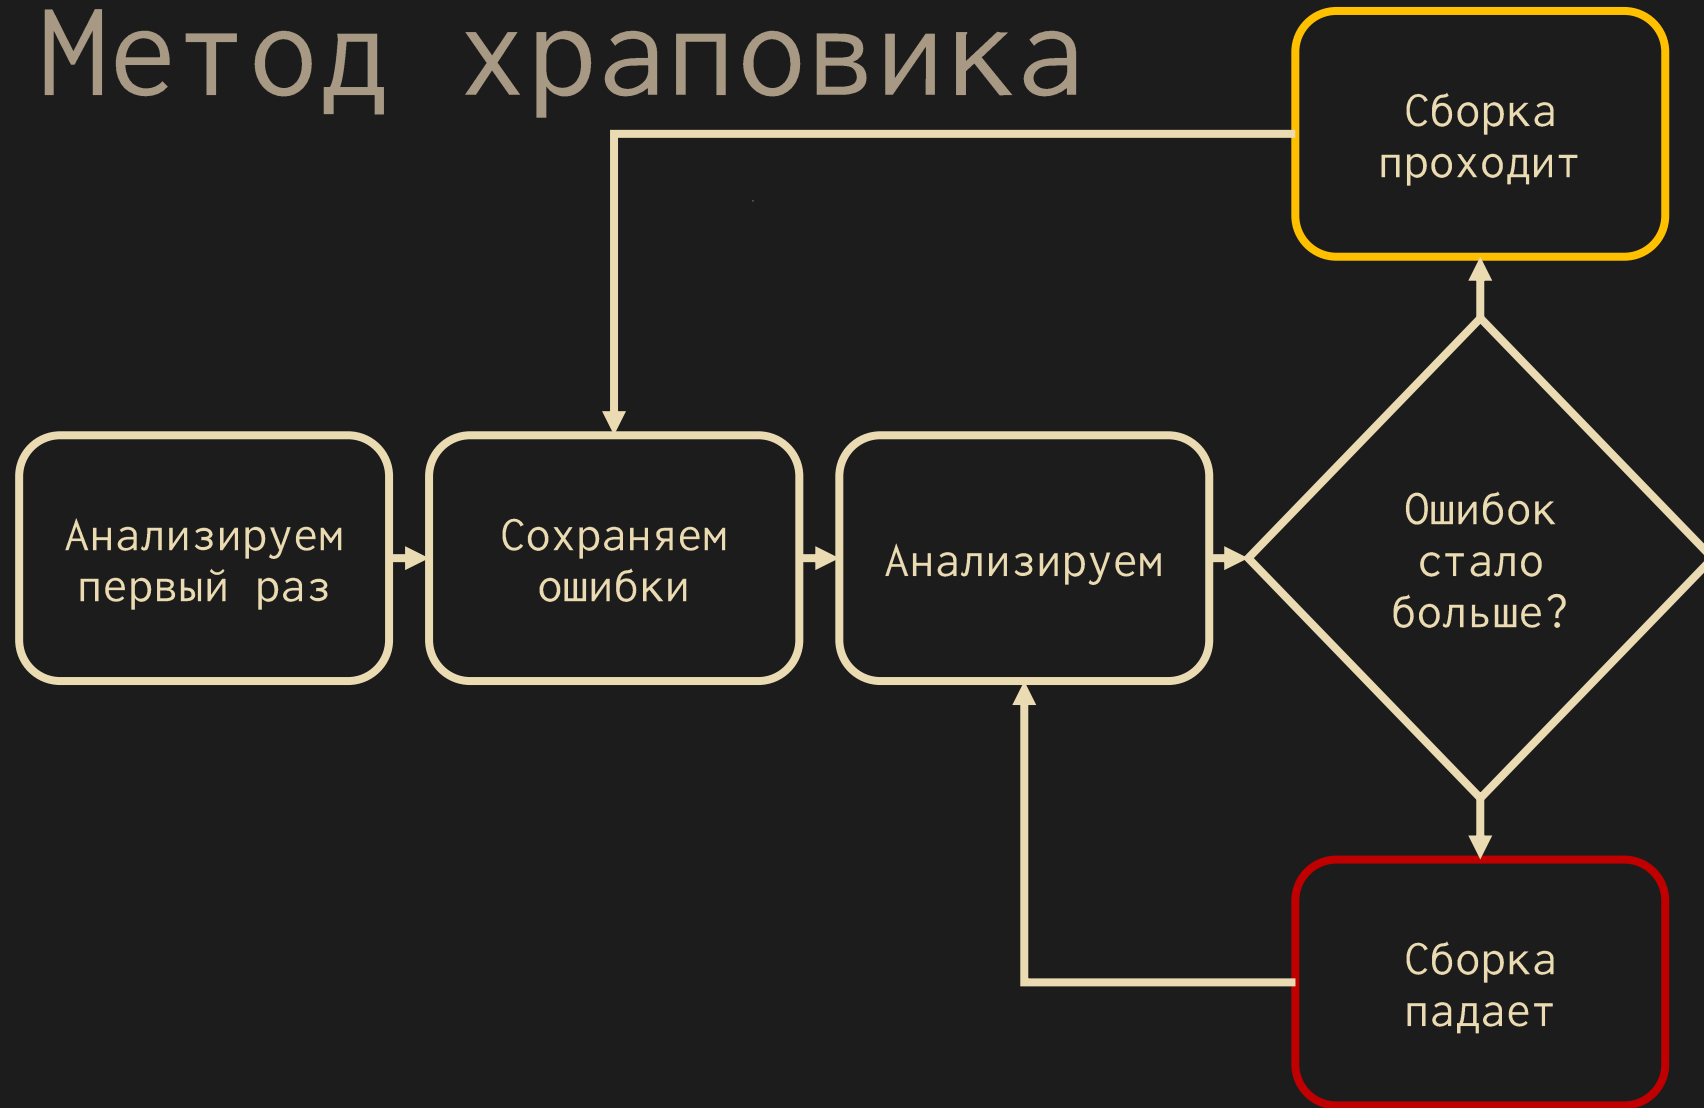 Метод храповика
Сборка
проходит
Анализируем
первый раз
Сохраняем
ошибки
Анализируем
Ошибок
стало
больше?
Сборка
падает